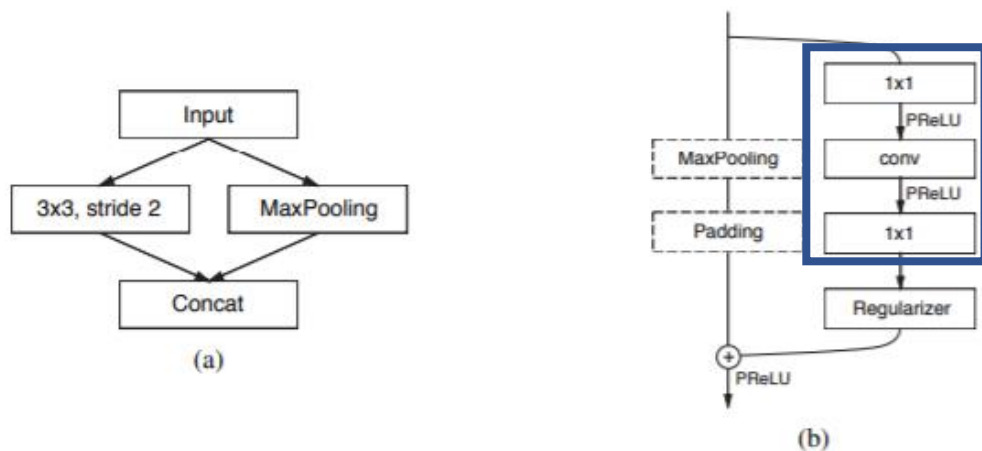 Input
3x3, stride 2
MaxPooling
Concat
(a)
1x1
PReLU
MaxPooling
conv
PReLU
Padding
1x1
Regularizer
+
PReLU
(b)